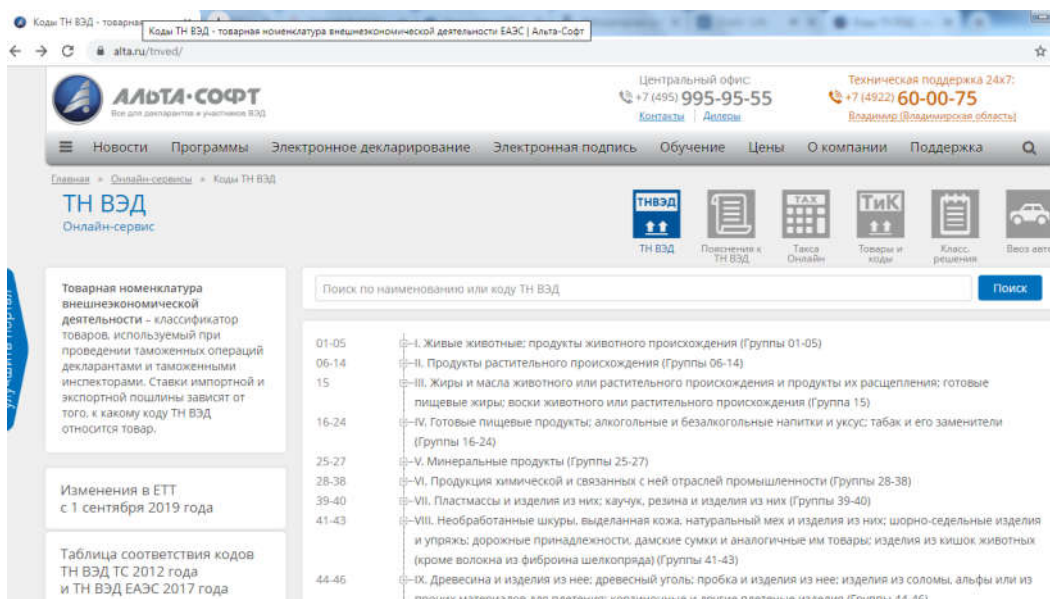 Коды ТН ВЭД - товарная
Коды ТН ВЭД - товарная номенклатура внешнеэкономической деятельности ЕАЭС | Альта-Софт
alta.ru/tnved/
АЛЬТА·СОФТ
Все для декларантов и участников ВЭД
Центральный офис:
+7 (495) 995-95-55
Контакты | Дилеры
Техническая поддержка 24x7:
+7 (4922) 60-00-75
Владимир (Владимирская область)
Новости Программы Электронное декларирование Электронная подпись Обучение Цены О компании Поддержка
Главная » Онлайн-сервисы » Коды ТН ВЭД
ТН ВЭД
Онлайн-сервис
ТНВЭД
ТН ВЭД
Пояснения к
ТН ВЭД
TAX
Такса
Онлайн
ТиК
Товары и
коды
Класс.
решения
Ввоз авто
Товарная номенклатура
внешнеэкономической
деятельности – классификатор
товаров, используемый при
проведении таможенных операций
декларантами и таможенными
инспекторами. Ставки импортной и
экспортной пошлины зависят от
того, к какому коду ТН ВЭД
относится товар.
Изменения в ЕТТ
с 1 сентября 2019 года
Таблица соответствия кодов
ТН ВЭД ТС 2012 года
и ТН ВЭД ЕАЭС 2017 года
Поиск по наименованию или коду ТН ВЭД
Поиск
01-05 I. Живые животные; продукты животного происхождения (Группы 01-05)
06-14 II. Продукты растительного происхождения (Группы 06-14)
15 III. Жиры и масла животного или растительного происхождения и продукты их расщепления; готовые
пищевые жиры; воски животного или растительного происхождения (Группа 15)
16-24 IV. Готовые пищевые продукты; алкогольные и безалкогольные напитки и уксус; табак и его заменители
(Группы 16-24)
25-27 V. Минеральные продукты (Группы 25-27)
28-38 VI. Продукция химической и связанных с ней отраслей промышленности (Группы 28-38)
39-40 VII. Пластмассы и изделия из них; каучук, резина и изделия из них (Группы 39-40)
41-43 VIII. Необработанные шкуры, выделанная кожа, натуральный мех и изделия из них; шорно-седельные изделия
и упряжь; дорожные принадлежности, дамские сумки и аналогичные им товары; изделия из кишок животных
(кроме волокна из фиброина шелкопряда) (Группы 41-43)
44-46 IX. Древесина и изделия из нее; древесный уголь; пробка и изделия из нее; изделия из соломы, альфы или из